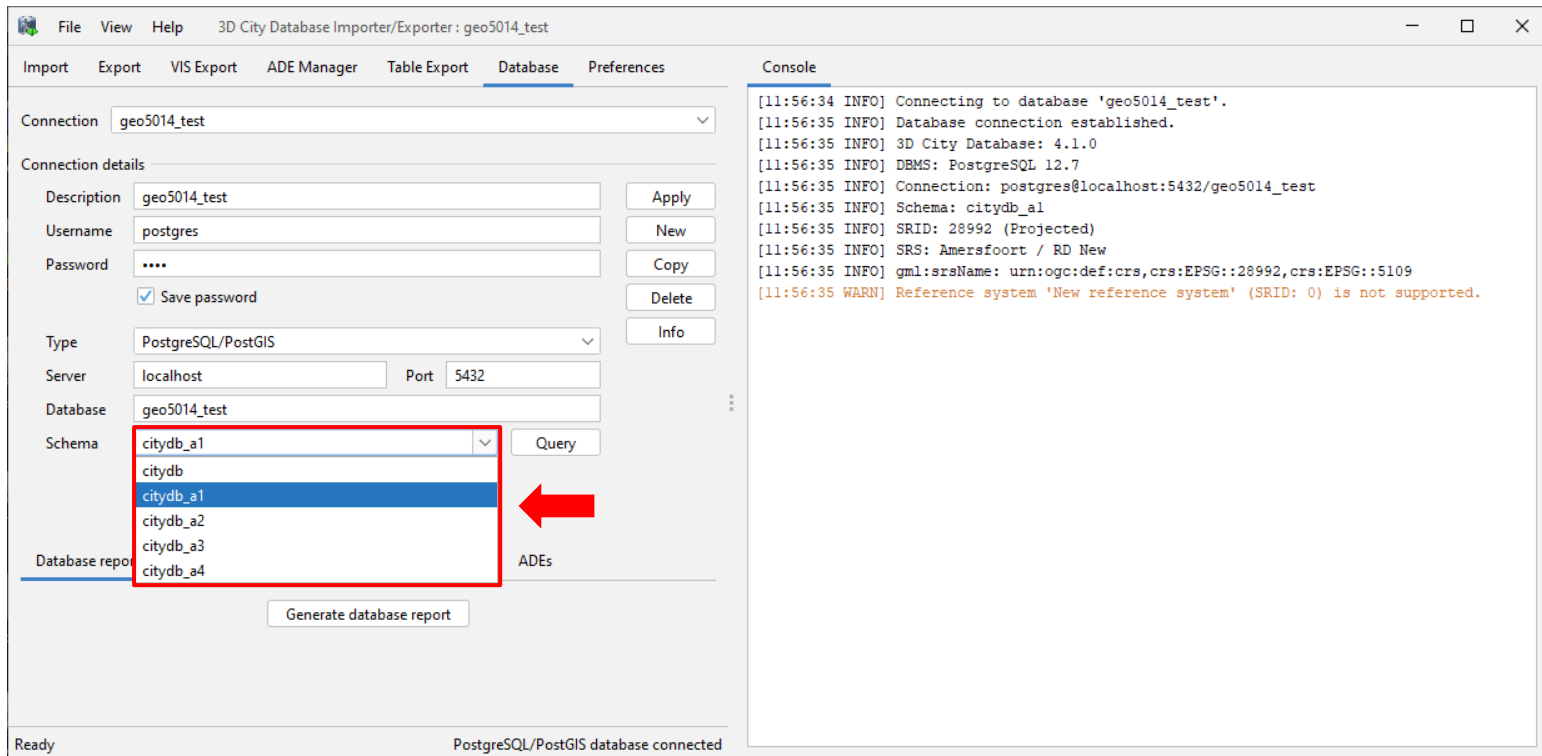 File View Help 3D City Database Importer/Exporter : geo5014_test
Import Export VIS Export ADE Manager Table Export Database Preferences
Connection geo5014_test
Connection details
Description geo5014_test Apply
Username postgres New
Password •••• Copy
Save password Delete
Info
Type PostgreSQL/PostGIS
Server localhost Port 5432
Database geo5014_test
Schema citydb_a1 Query
citydb
citydb_a1
citydb_a2
citydb_a3
citydb_a4
Database repor ADEs
Generate database report
Ready PostgreSQL/PostGIS database connected
Console
[11:56:34 INFO] Connecting to database 'geo5014_test'.
[11:56:35 INFO] Database connection established.
[11:56:35 INFO] 3D City Database: 4.1.0
[11:56:35 INFO] DBMS: PostgreSQL 12.7
[11:56:35 INFO] Connection: postgres@localhost:5432/geo5014_test
[11:56:35 INFO] Schema: citydb_a1
[11:56:35 INFO] SRID: 28992 (Projected)
[11:56:35 INFO] SRS: Amersfoort / RD New
[11:56:35 INFO] gml:srsName: urn:ogc:def:crs,crs:EPSG::28992,crs:EPSG::5109
[11:56:35 WARN] Reference system 'New reference system' (SRID: 0) is not supported.